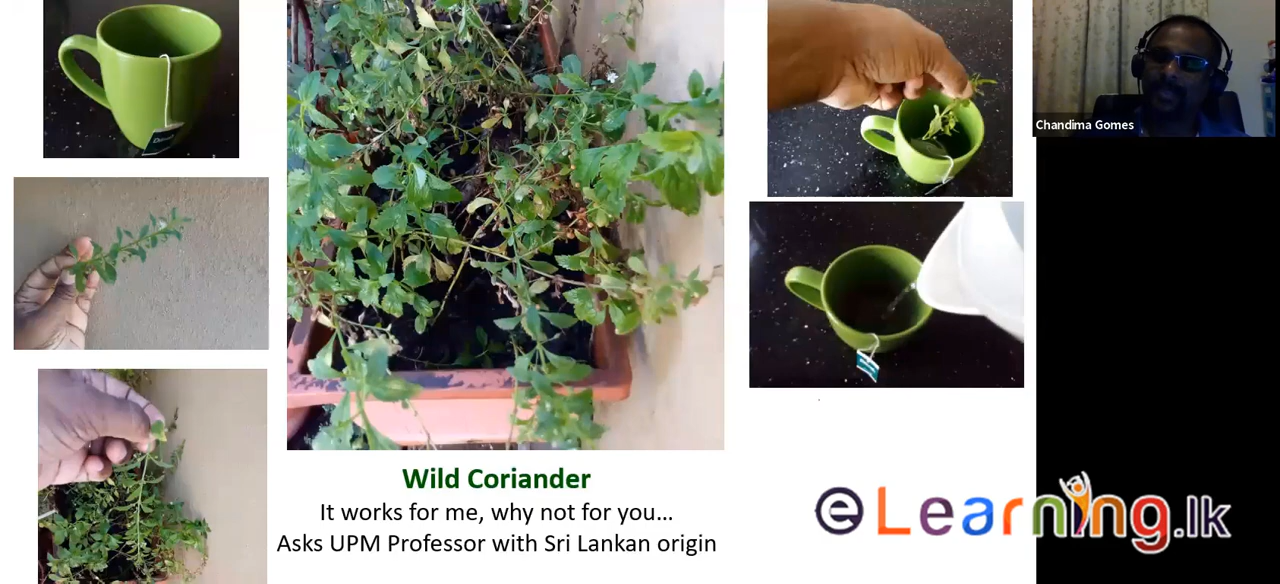 Chandima Gomes
Wild Coriander
It works for me, why not for you...
Asks UPM Professor with Sri Lankan origin
eLearning.lk